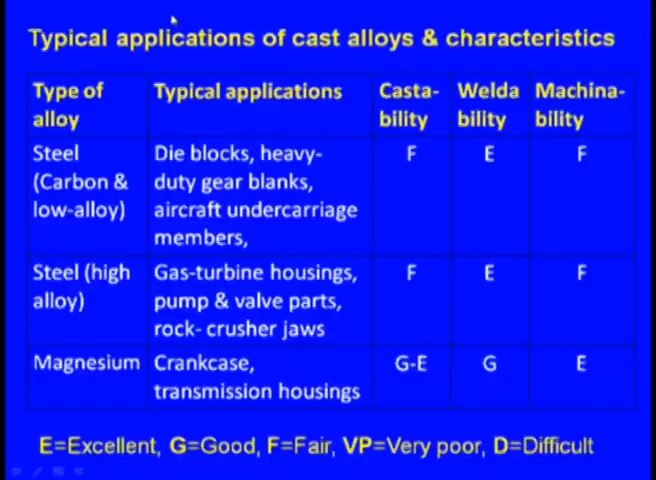 Typical applications of cast alloys & characteristics
Type of alloy | Typical applications | Casta-bility | Welda bility | Machina-bility
Steel (Carbon & low-alloy) | Die blocks, heavy-duty gear blanks, aircraft undercarriage members, | F | E | F
Steel (high alloy) | Gas-turbine housings, pump & valve parts, rock- crusher jaws | F | E | F
Magnesium | Crankcase, transmission housings | G-E | G | E
E=Excellent, G=Good, F=Fair, VP=Very poor, D=Difficult